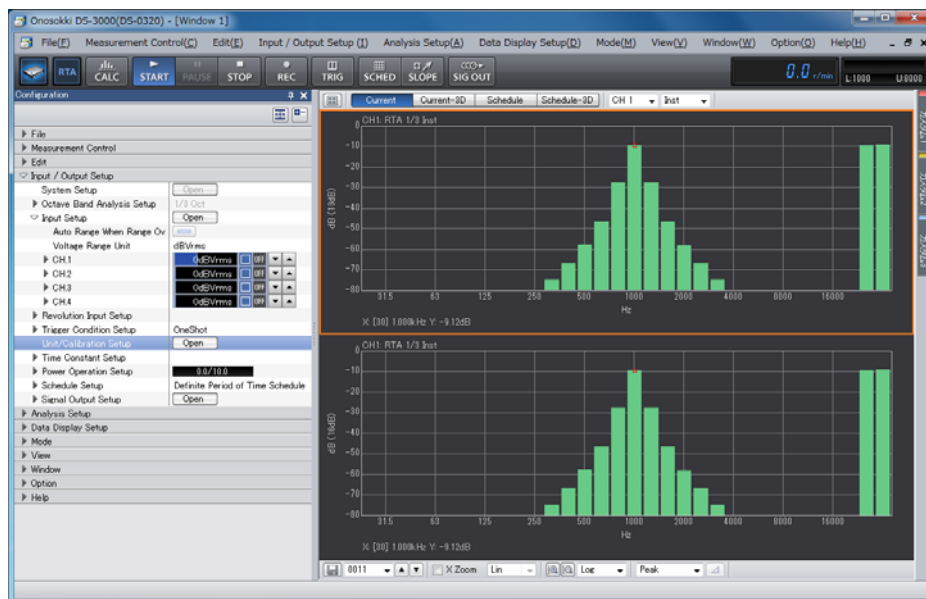 Onosokki DS-3000(DS-0320) - [Window 1]
File(F) Measurement Control(C) Edit(E) Input / Output Setup (I) Analysis Setup(A) Data Display Setup(D) Mode(M) View(V) Window(W) Option(O) Help(H)
RTA CALC START PAUSE STOP REC TRIG SCHED SLOPE SIG OUT 0.0 r/min L:1000 U:8000
Configuration
Current Current-3D Schedule Schedule-3D CH 1 Inst
File
Measurement Control
Edit
Input / Output Setup
System Setup Open
Octave Band Analysis Setup 1/3 Oct
Input Setup Open
Auto Range When Range Ov
Voltage Range Unit dBVrms
CH.1 0dBVrms OFF
CH.2 0dBVrms OFF
CH.3 0dBVrms OFF
CH.4 0dBVrms OFF
Revolution Input Setup
Trigger Condition Setup OneShot
Unit/Calibration Setup Open
Time Constant Setup
Power Operation Setup 0.0/10.0
Schedule Setup Definite Period of Time Schedule
Signal Output Setup Open
Analysis Setup
Data Display Setup
Mode
View
Window
Option
Help
CH1: RTA 1/3 Inst
0
-10
-20
-30
-40
-50
-60
-70
-80
dB (10dB)
31.5 63 125 250 500 1000 2000 4000 8000 16000
Hz
X: [30] 1.000kHz Y: -9.12dB
CH1: RTA 1/3 Inst
0
-10
-20
-30
-40
-50
-60
-70
-80
dB (10dB)
31.5 63 125 250 500 1000 2000 4000 8000 16000
Hz
X: [30] 1.000kHz Y: -9.12dB
0011 X Zoom Lin Log Peak